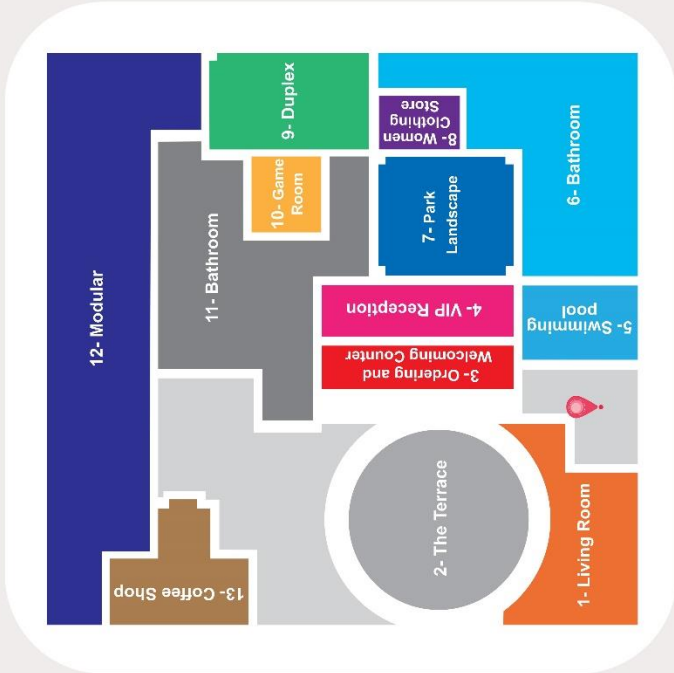 9- Duplex
8- Women
Clothing
Store
6- Bathroom
10- Game
Room
7- Park
Landscape
11- Bathroom
12- Modular
4- VIP Reception
5- Swimming
pool
3- Ordering and
Welcoming Counter
2- The Terrace
1- Living Room
13- Coffee Shop